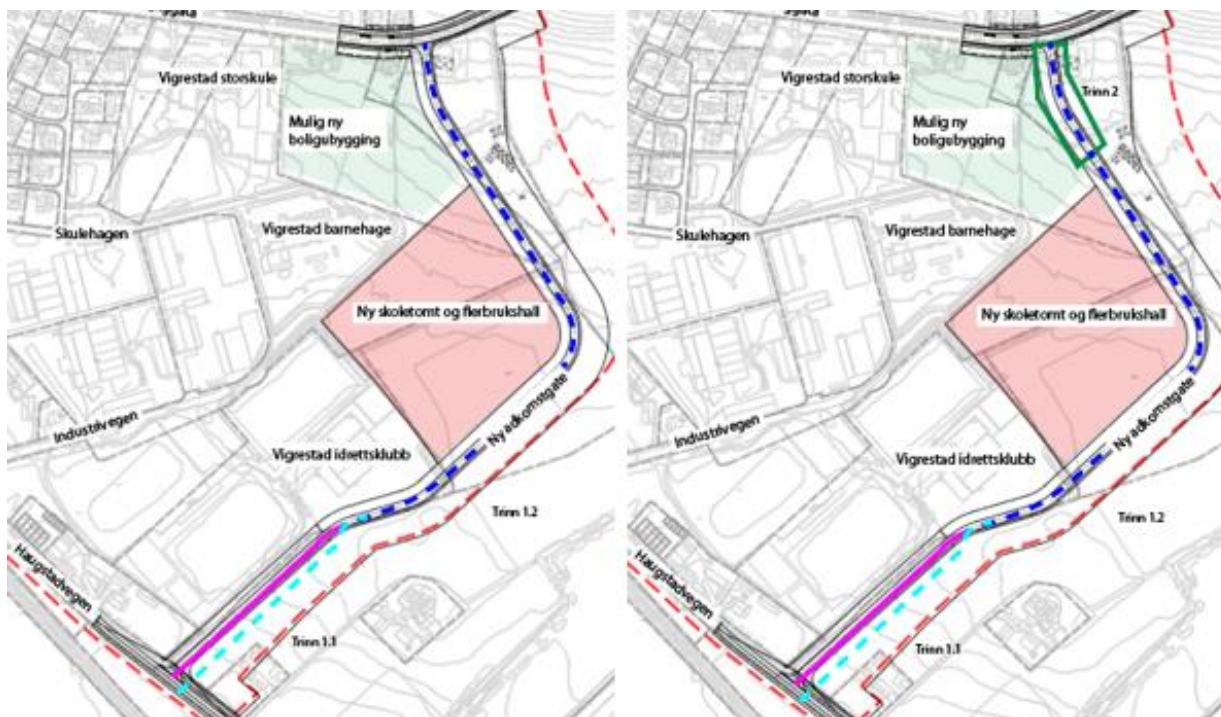 Vigrestad storskule
Mulig ny
boligubygging
Skulehagen
Vigrestad barnehage
Ny skoletomt og flerbrukshall
Ny adkomstgate
Industrivegen
Vigrestad idrettsklubb
Trinn 1.2
Haugstadvegen
Trinn 1.1
Vigrestad storskule
Trinn 2
Mulig ny
boligubygging
Skulehagen
Vigrestad barnehage
Ny skoletomt og flerbrukshall
Ny adkomstgate
Industrivegen
Vigrestad idrettsklubb
Trinn 1.2
Haugstadvegen
Trinn 1.1